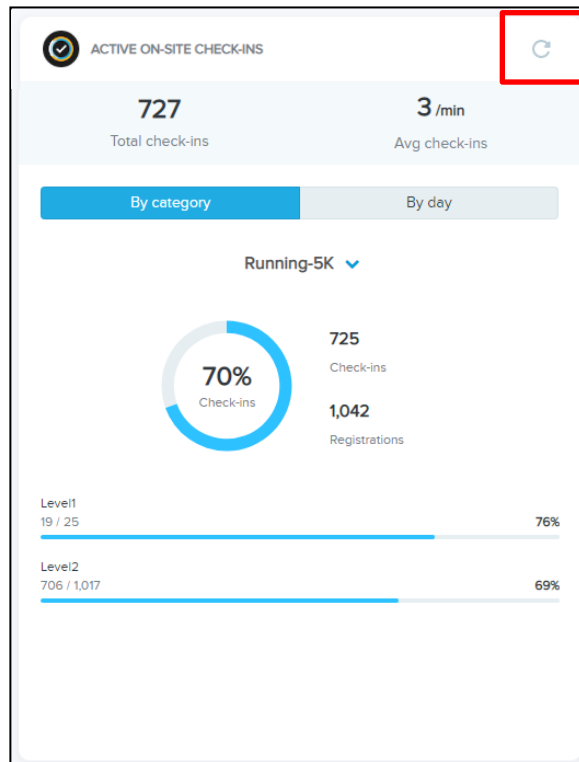 ACTIVE ON-SITE CHECK-INS
727
Total check-ins
3 /min
Avg check-ins
By category
By day
Running-5K
70%
Check-ins
725
Check-ins
1,042
Registrations
Level1
19 / 25
76%
Level2
706 / 1,017
69%